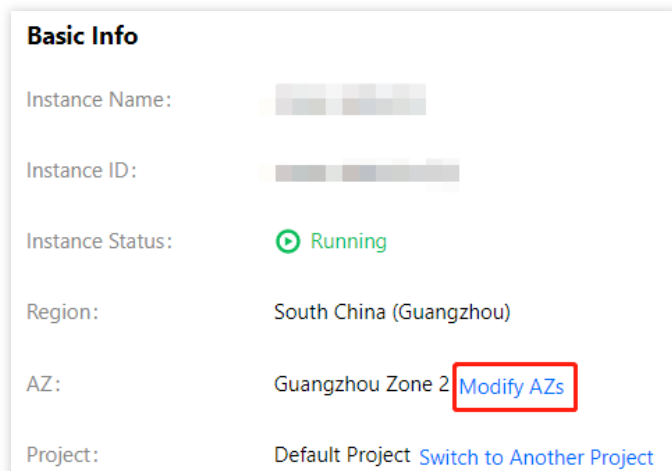 Basic Info
Instance Name:
Instance ID:
Instance Status: Running
Region: South China (Guangzhou)
AZ: Guangzhou Zone 2 Modify AZs
Project: Default Project Switch to Another Project